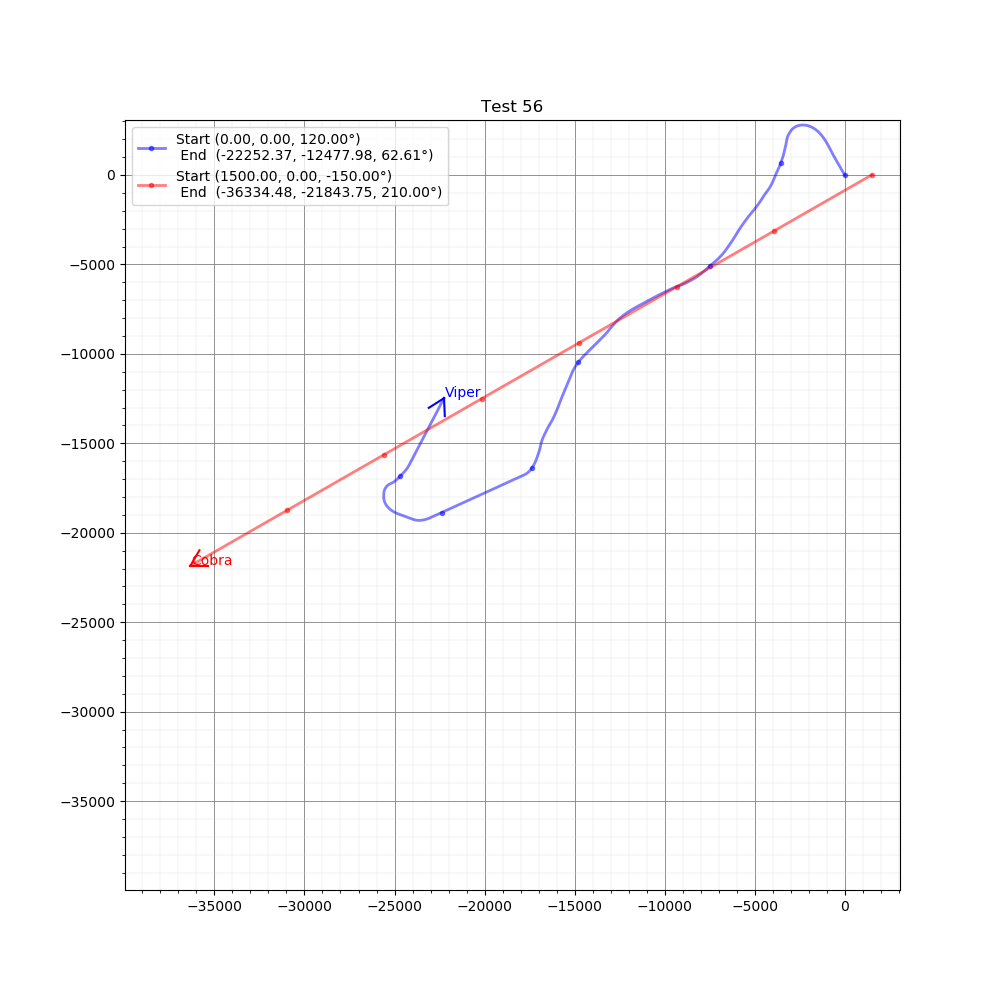 Test 56
Start (0.00, 0.00, 120.00°)
End (-22252.37, -12477.98, 62.61°)
Start (1500.00, 0.00, -150.00°)
End (-36334.48, -21843.75, 210.00°)
0
−5000
−10000
Viper
−15000
−20000
Cobra
−25000
−30000
−35000
−35000 −30000 −25000 −20000 −15000 −10000 −5000 0